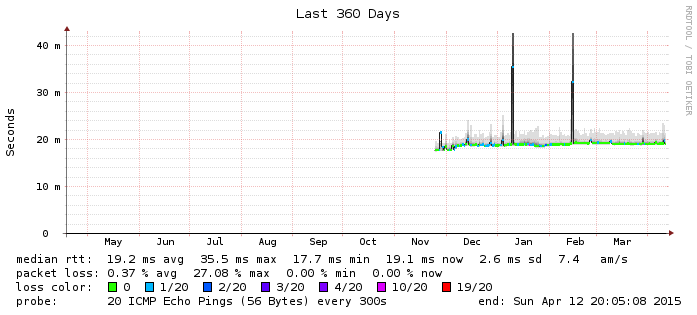 Last 360 Days
RRDTOOL / TOBI OETIKER
Seconds
40 m
30 m
20 m
10 m
0
May Jun Jul Aug Sep Oct Nov Dec Jan Feb Mar
median rtt: 19.2 ms avg 35.5 ms max 17.7 ms min 19.1 ms now 2.6 ms sd 7.4 am/s
packet loss: 0.37 % avg 27.08 % max 0.00 % min 0.00 % now
loss color: 0 1/20 2/20 3/20 4/20 10/20 19/20
probe: 20 ICMP Echo Pings (56 Bytes) every 300s end: Sun Apr 12 20:05:08 2015